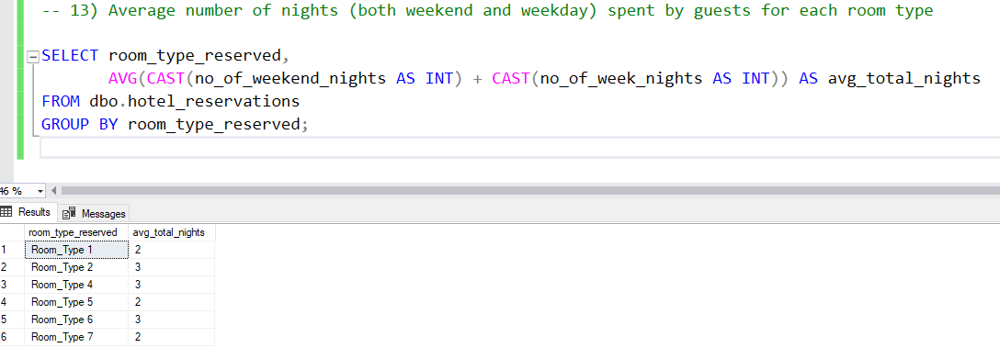 -- 13) Average number of nights (both weekend and weekday) spent by guests for each room type
SELECT room_type_reserved,
AVG(CAST(no_of_weekend_nights AS INT) + CAST(no_of_week_nights AS INT)) AS avg_total_nights
FROM dbo.hotel_reservations
GROUP BY room_type_reserved;
46 %
Results Messages
room_type_reserved avg_total_nights
1 Room_Type 1 2
2 Room_Type 2 3
3 Room_Type 4 3
4 Room_Type 5 2
5 Room_Type 6 3
6 Room_Type 7 2